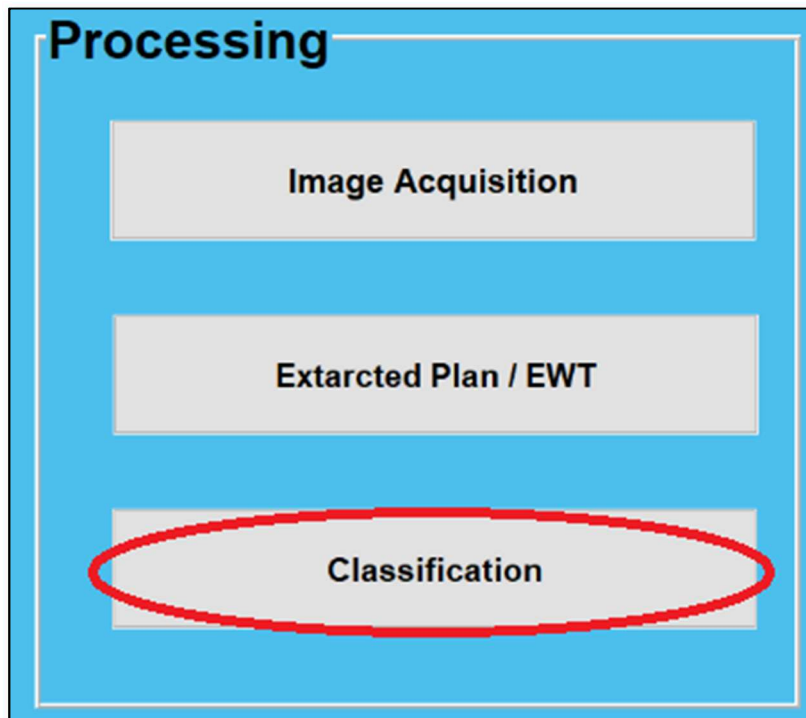 Processing
Image Acquisition
Extarcted Plan / EWT
Classification